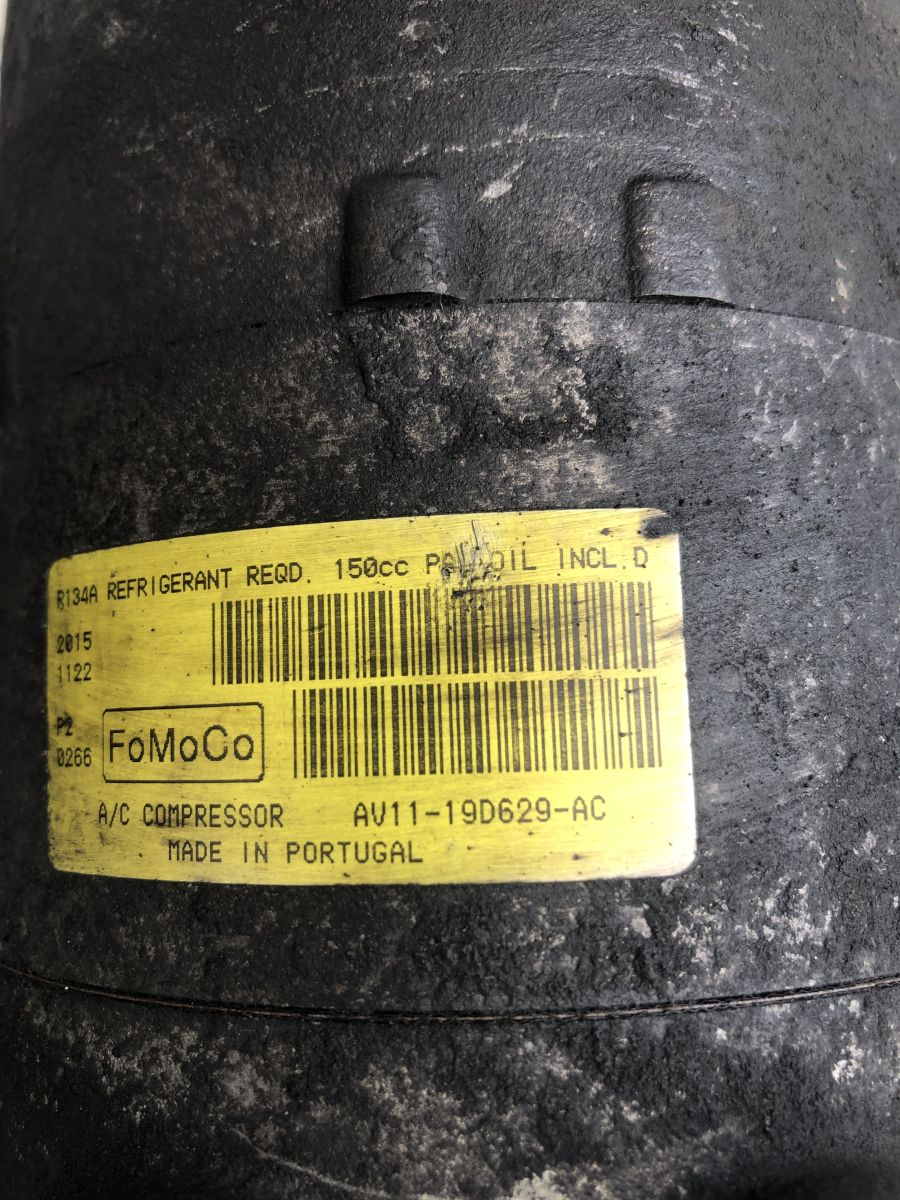 R134A REFRIGERANT REQD. 150cc OIL INCL.D
2015
1122
P2
0266
FoMoCo
A/C COMPRESSOR AV11-19D629-AC
MADE IN PORTUGAL